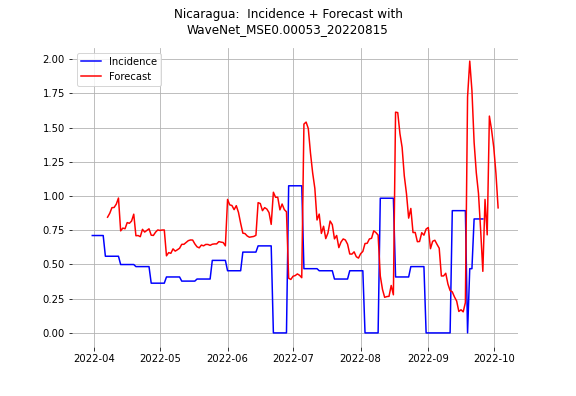 Nicaragua:  Incidence + Forecast with
WaveNet_MSE0.00053_20220815
Incidence
Forecast
2.00
1.75
1.50
1.25
1.00
0.75
0.50
0.25
0.00
2022-04 2022-05 2022-06 2022-07 2022-08 2022-09 2022-10